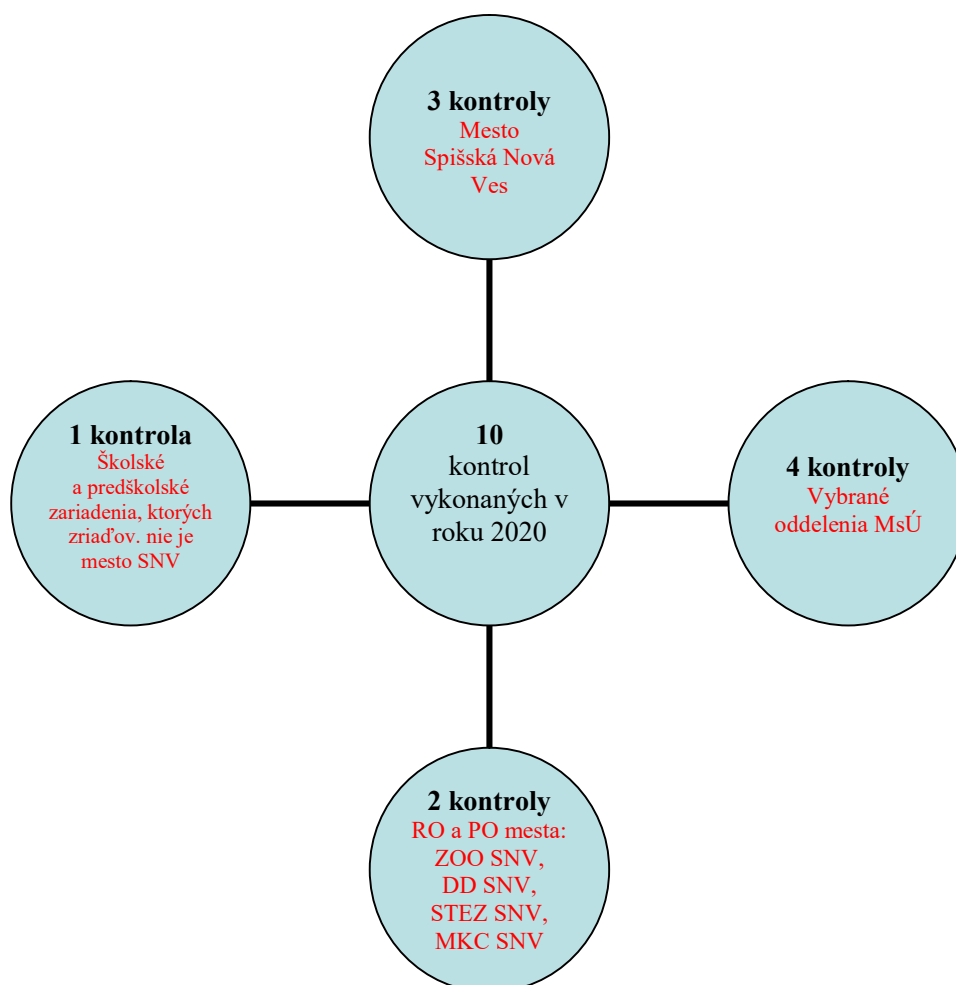 3 kontroly
Mesto
Spišská Nová
Ves
1 kontrola
Školské
a predškolské
zariadenia, ktorých
zriaďov. nie je
mesto SNV
10
kontrol
vykonaných v
roku 2020
4 kontroly
Vybrané
oddelenia MsÚ
2 kontroly
RO a PO mesta:
ZOO SNV,
DD SNV,
STEZ SNV,
MKC SNV